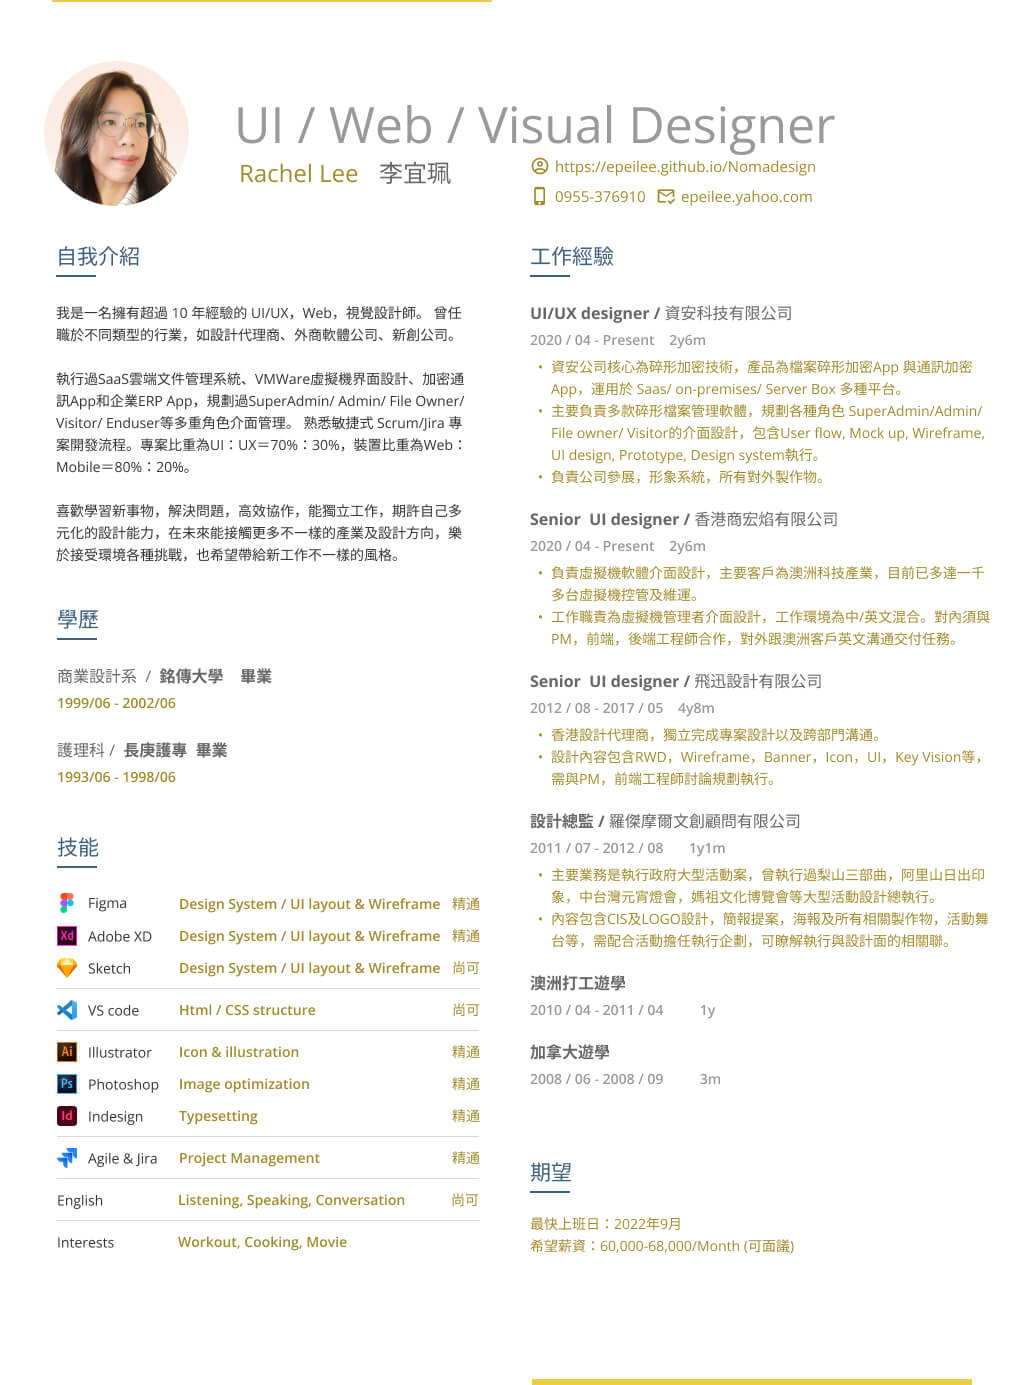 UI / Web / Visual Designer
Rachel Lee 李宜珮
https://epeilee.github.io/Nomadesign
0955-376910 epeilee.yahoo.com
自我介紹
我是一名擁有超過 10 年經驗的 UI/UX，Web，視覺設計師。 曾任
職於不同類型的行業，如設計代理商、外商軟體公司、新創公司。
執行過SaaS雲端文件管理系統、VMWare虛擬機界面設計、加密通
訊App和企業ERP App，規劃過SuperAdmin/ Admin/ File Owner/
Visitor/ Enduser等多重角色介面管理。 熟悉敏捷式 Scrum/Jira 專
案開發流程。專案比重為UI：UX＝70%：30%，裝置比重為Web：
Mobile＝80%：20%。
喜歡學習新事物，解決問題，高效協作，能獨立工作，期許自己多
元化的設計能力，在未來能接觸更多不一樣的產業及設計方向，樂
於接受環境各種挑戰，也希望帶給新工作不一樣的風格。
學歷
商業設計系 / 銘傳大學 畢業
1999/06 - 2002/06
護理科 / 長庚護專 畢業
1993/06 - 1998/06
技能
Figma Design System / UI layout & Wireframe 精通
Xd Adobe XD Design System / UI layout & Wireframe 精通
Sketch Design System / UI layout & Wireframe 尚可
VS code Html / CSS structure 尚可
Ai Illustrator Icon & illustration 精通
Ps Photoshop Image optimization 精通
Id Indesign Typesetting 精通
Agile & Jira Project Management 精通
English Listening, Speaking, Conversation 尚可
Interests Workout, Cooking, Movie
工作經驗
UI/UX designer / 資安科技有限公司
2020 / 04 - Present 2y6m
• 資安公司核心為碎形加密技術，產品為檔案碎形加密App 與通訊加密
App，運用於 Saas/ on-premises/ Server Box 多種平台。
• 主要負責多款碎形檔案管理軟體，規劃各種角色 SuperAdmin/Admin/
File owner/ Visitor的介面設計，包含User flow, Mock up, Wireframe,
UI design, Prototype, Design system執行。
• 負責公司參展，形象系統，所有對外製作物。
Senior UI designer / 香港商宏焰有限公司
2020 / 04 - Present 2y6m
• 負責虛擬機軟體介面設計，主要客戶為澳洲科技產業，目前已多達一千
多台虛擬機控管及維運。
• 工作職責為虛擬機管理者介面設計，工作環境為中/英文混合。對內須與
PM，前端，後端工程師合作，對外跟澳洲客戶英文溝通交付任務。
Senior UI designer / 飛迅設計有限公司
2012 / 08 - 2017 / 05 4y8m
• 香港設計代理商，獨立完成專案設計以及跨部門溝通。
• 設計內容包含RWD，Wireframe，Banner，Icon，UI，Key Vision等，
需與PM，前端工程師討論規劃執行。
設計總監 / 羅傑摩爾文創顧問有限公司
2011 / 07 - 2012 / 08 1y1m
• 主要業務是執行政府大型活動案，曾執行過梨山三部曲，阿里山日出印
象，中台灣元宵燈會，媽祖文化博覽會等大型活動設計總執行。
• 內容包含CIS及LOGO設計，簡報提案，海報及所有相關製作物，活動舞
台等，需配合活動擔任執行企劃，可瞭解執行與設計面的相關聯。
澳洲打工遊學
2010 / 04 - 2011 / 04 1y
加拿大遊學
2008 / 06 - 2008 / 09 3m
期望
最快上班日：2022年9月
希望薪資：60,000-68,000/Month (可面議)